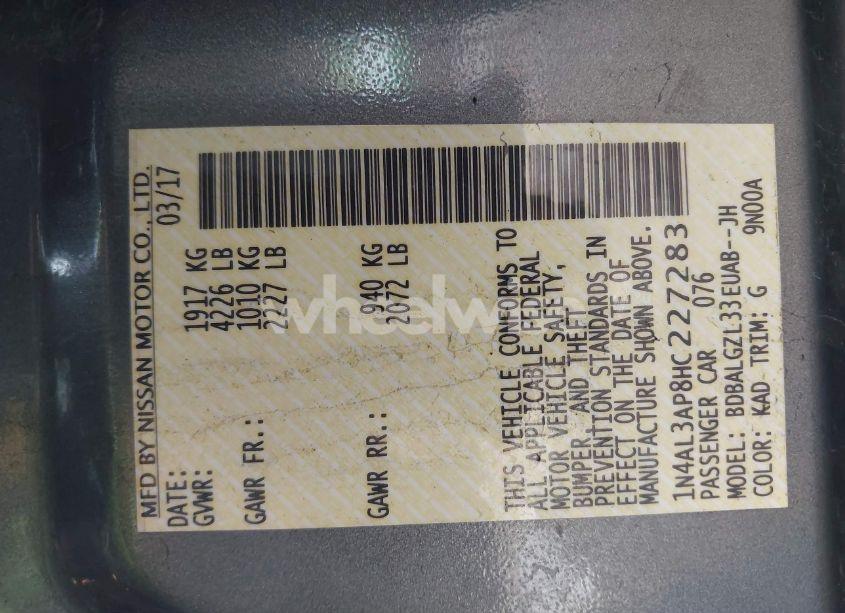 MFD BY NISSAN MOTOR CO., LTD.
DATE: 03/17
GVWR: 1917 KG
4226 LB
GAWR FR.: 1010 KG
2227 LB
GAWR RR.: 940 KG
2072 LB
THIS VEHICLE CONFORMS TO
ALL APPLICABLE FEDERAL
MOTOR VEHICLE SAFETY,
BUMPER, AND THEFT
PREVENTION STANDARDS IN
EFFECT ON THE DATE OF
MANUFACTURE SHOWN ABOVE.
1N4AL3AP8HC227283
PASSENGER CAR 076
MODEL: BDBALGZL33EUAB--JH
COLOR: KAD TRIM: G 9N00A